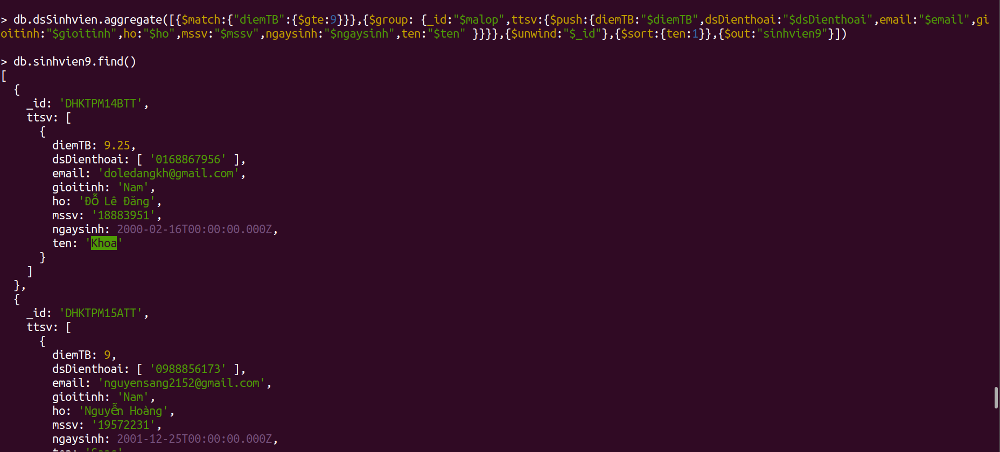 > db.dsSinhvien.aggregate([{$match:{"diemTB":{$gte:9}}},{$group: {_id:"$malop",ttsv:{$push:{diemTB:"$diemTB",dsDienthoai:"$dsDienthoai",email:"$email",gi
oitinh:"$gioitinh",ho:"$ho",mssv:"$mssv",ngaysinh:"$ngaysinh",ten:"$ten" }}}},{$unwind:"$_id"},{$sort:{ten:1}},{$out:"sinhvien9"}])
> db.sinhvien9.find()
[
  {
    _id: 'DHKTPM14BTT',
    ttsv: [
      {
        diemTB: 9.25,
        dsDienthoai: [ '0168867956' ],
        email: 'doledangkh@gmail.com',
        gioitinh: 'Nam',
        ho: 'Đỗ Lê Đăng',
        mssv: '18883951',
        ngaysinh: 2000-02-16T00:00:00.000Z,
        ten: 'Khoa'
      }
    ]
  },
  {
    _id: 'DHKTPM15ATT',
    ttsv: [
      {
        diemTB: 9,
        dsDienthoai: [ '0988856173' ],
        email: 'nguyensang2152@gmail.com',
        gioitinh: 'Nam',
        ho: 'Nguyễn Hoàng',
        mssv: '19572231',
        ngaysinh: 2001-12-25T00:00:00.000Z,